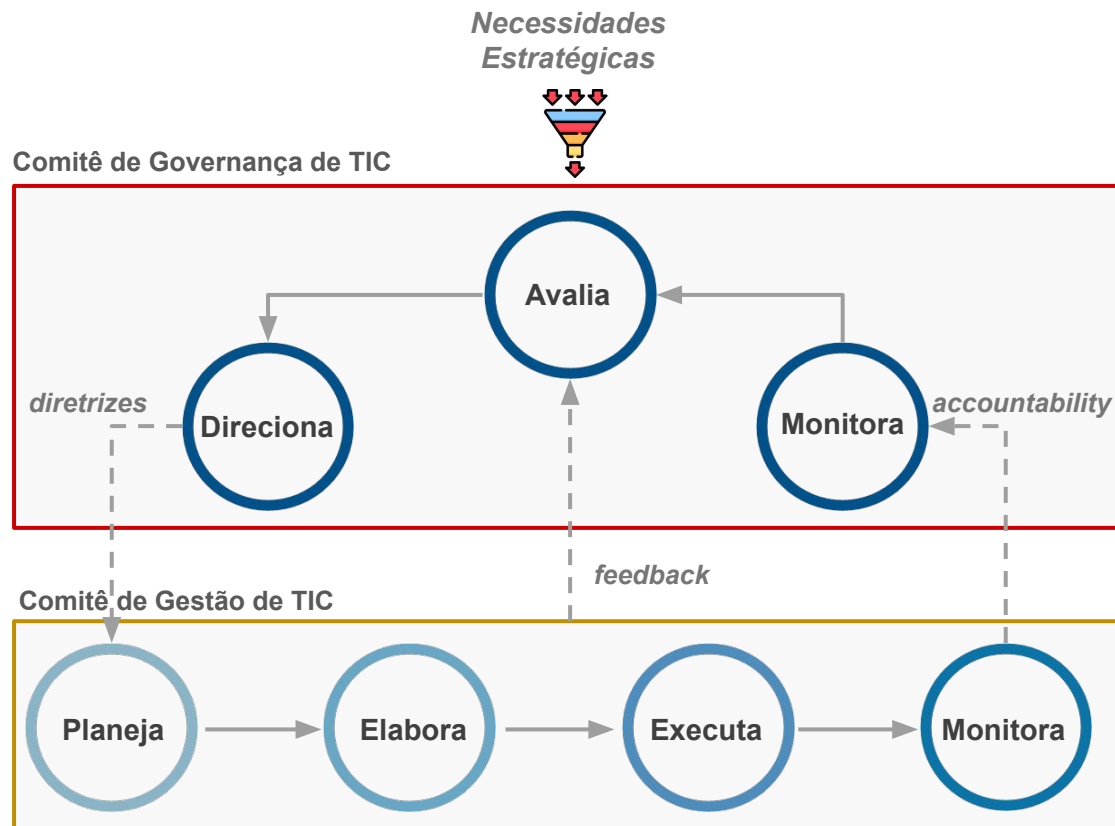 Necessidades
Estratégicas
Comitê de Governança de TIC
Avalia
diretrizes
Direciona
Monitora
accountability
feedback
Comitê de Gestão de TIC
Planeja
Elabora
Executa
Monitora